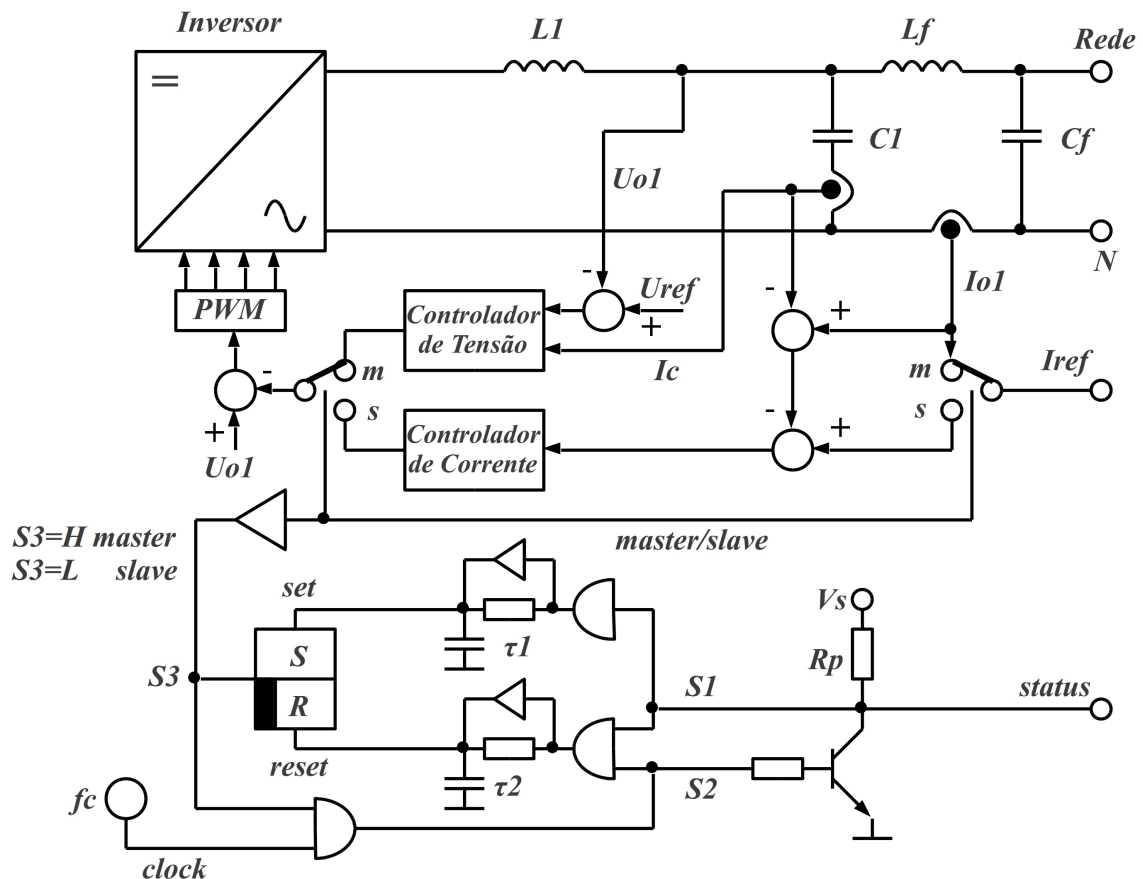 Inversor
L1
Lf
Rede
C1
Cf
Uo1
N
Io1
-
-
Uref
+
+
PWM
Controlador
de Tensão
Ic
m
m
Iref
-
s
-
+
s
+
Controlador
de Corrente
Uo1
S3=H master
S3=L slave
master/slave
set
τ1
Vs
Rp
S
S3
R
S1
status
reset
τ2
S2
fc
clock